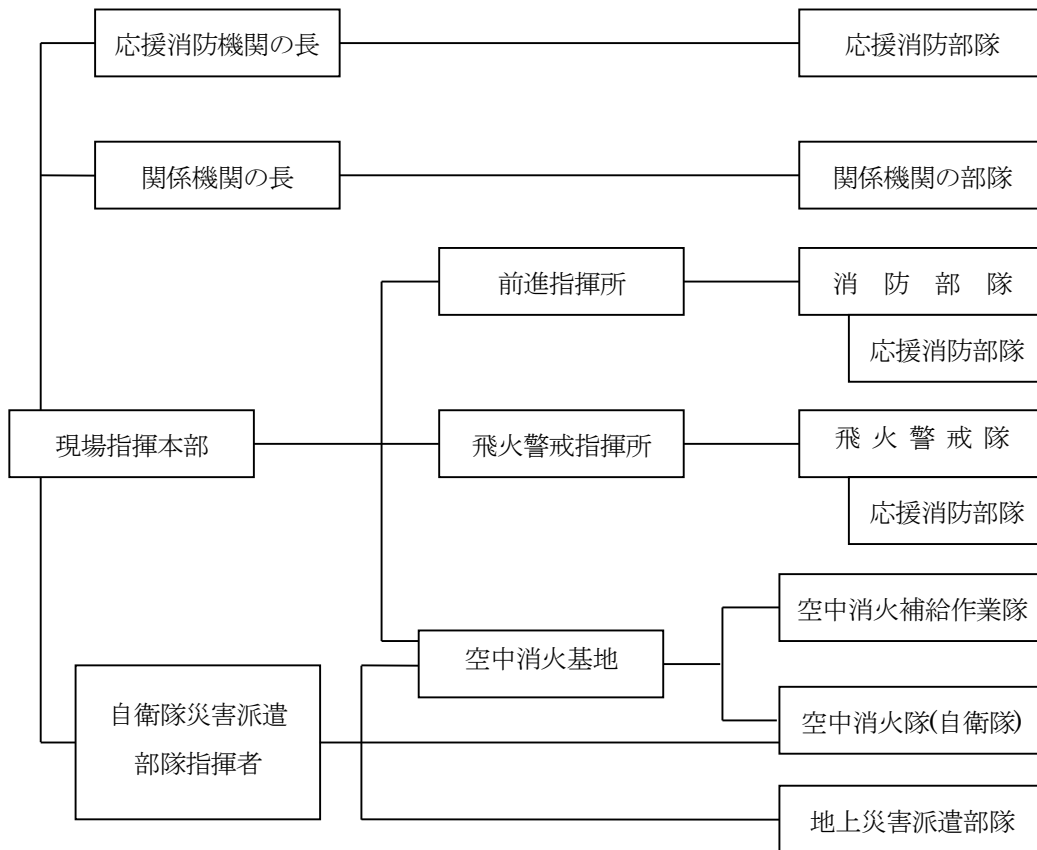 応援消防機関の長
応援消防部隊
関係機関の長
関係機関の部隊
前進指揮所
消防部隊
応援消防部隊
現場指揮本部
飛火警戒指揮所
飛火警戒隊
応援消防部隊
空中消火補給作業隊
空中消火基地
自衛隊災害派遣
部隊指揮者
空中消火隊(自衛隊)
地上災害派遣部隊